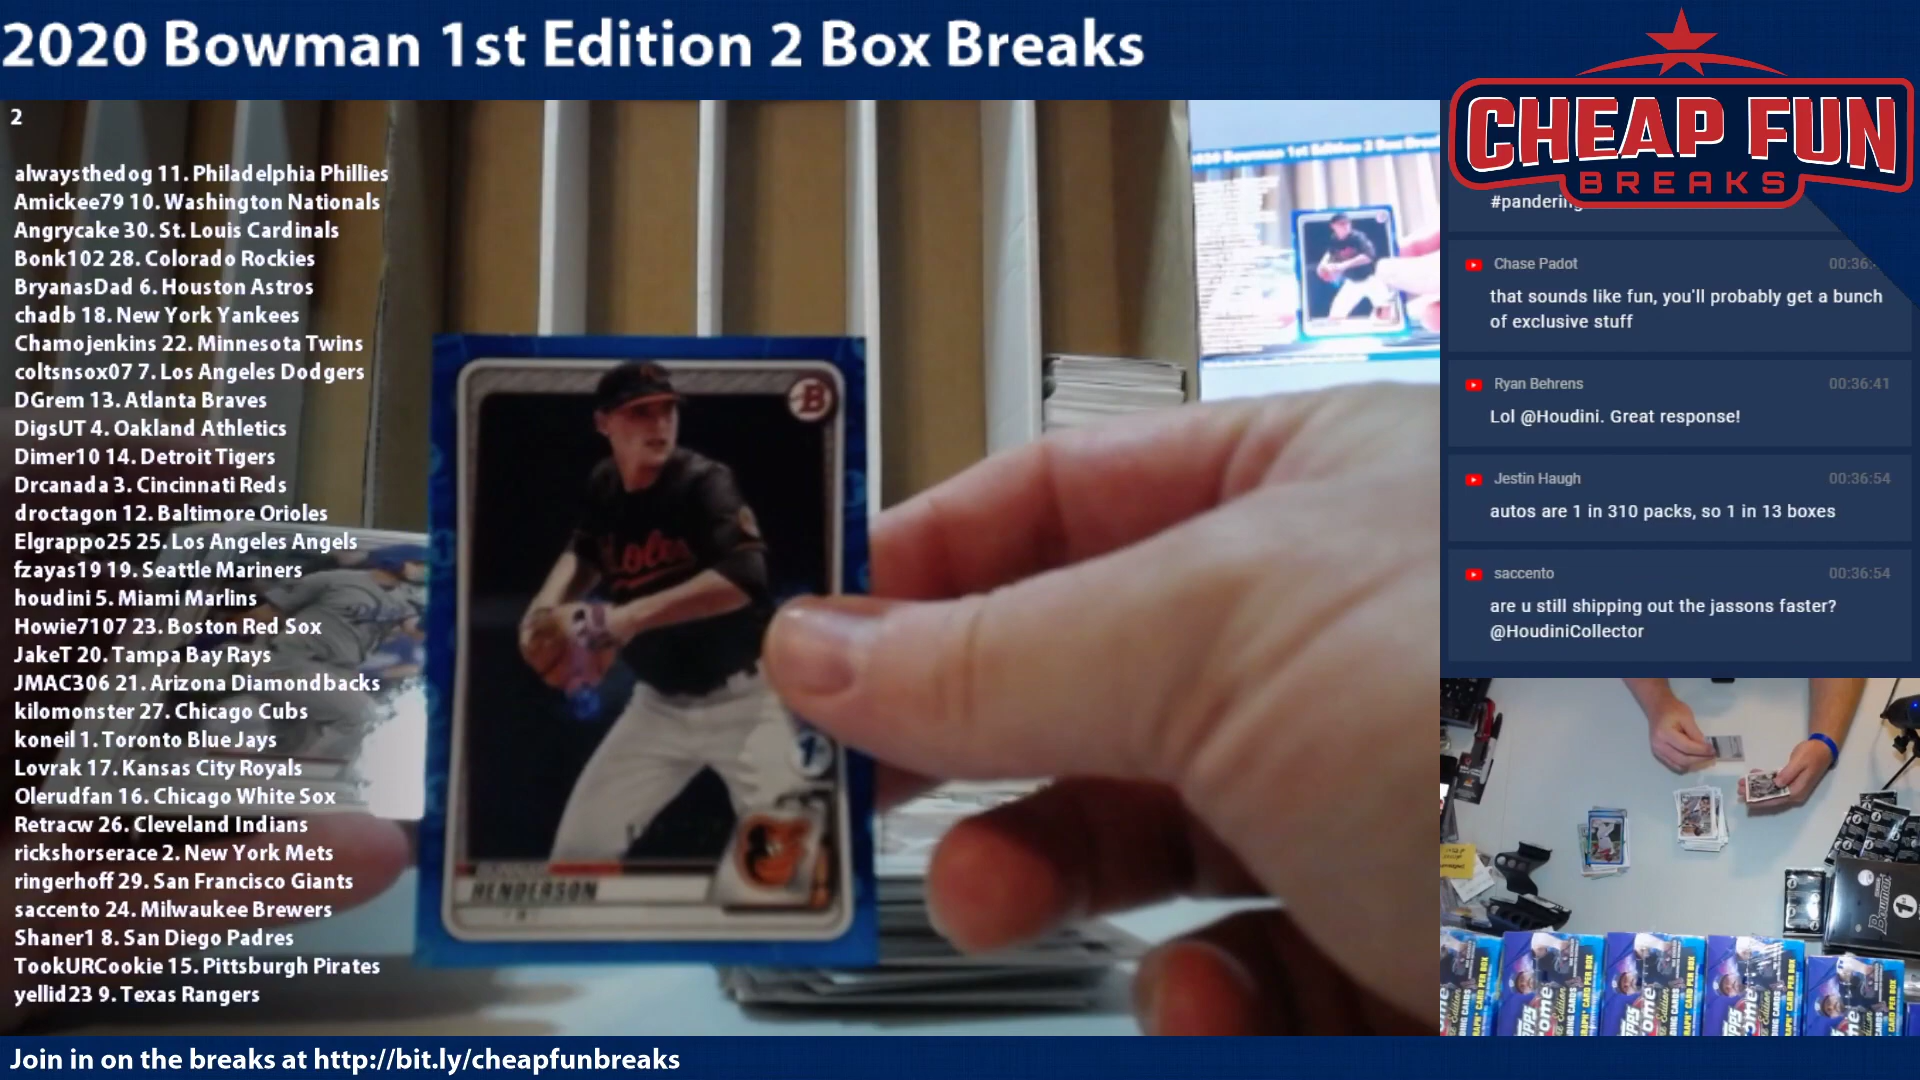 2020 Bowman 1st Edition 2 Box Breaks
CHEAP FUN
BREAKS
2
alwaysthedog 11. Philadelphia Phillies
Amickee79 10. Washington Nationals
Angrycake 30. St. Louis Cardinals
Bonk102 28. Colorado Rockies
BryanasDad 6. Houston Astros
chadb 18. New York Yankees
Chamojenkins 22. Minnesota Twins
coltsnsox07 7. Los Angeles Dodgers
DGrem 13. Atlanta Braves
DigsUT 4. Oakland Athletics
Dimer10 14. Detroit Tigers
Drcanada 3. Cincinnati Reds
droctagon 12. Baltimore Orioles
Elgrappo25 25. Los Angeles Angels
fzayas19 19. Seattle Mariners
houdini 5. Miami Marlins
Howie7107 23. Boston Red Sox
JakeT 20. Tampa Bay Rays
JMAC306 21. Arizona Diamondbacks
kilomonster 27. Chicago Cubs
koneil 1. Toronto Blue Jays
Lovrak 17. Kansas City Royals
Olerudfan 16. Chicago White Sox
Retracw 26. Cleveland Indians
rickshorserace 2. New York Mets
ringerhoff 29. San Francisco Giants
saccento 24. Milwaukee Brewers
Shaner1 8. San Diego Padres
TookURCookie 15. Pittsburgh Pirates
yellid23 9. Texas Rangers
B
1st
HENDERSON
#pandering
Chase Padot 00:36:
that sounds like fun, you'll probably get a bunch
of exclusive stuff
Ryan Behrens 00:36:41
Lol @Houdini. Great response!
Jestin Haugh 00:36:54
autos are 1 in 310 packs, so 1 in 13 boxes
saccento 00:36:54
are u still shipping out the jassons faster?
@HoudiniCollector
Bowman
Join in on the breaks at http://bit.ly/cheapfunbreaks